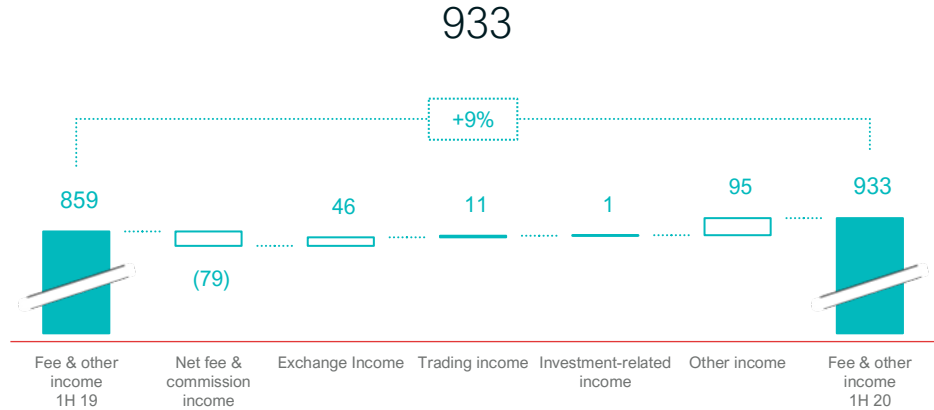 933
+9%
859
(79)
46
11
1
95
933
Fee & other
income
1H 19
Net fee &
commission
income
Exchange Income
Trading income
Investment-related
income
Other income
Fee & other
income
1H 20